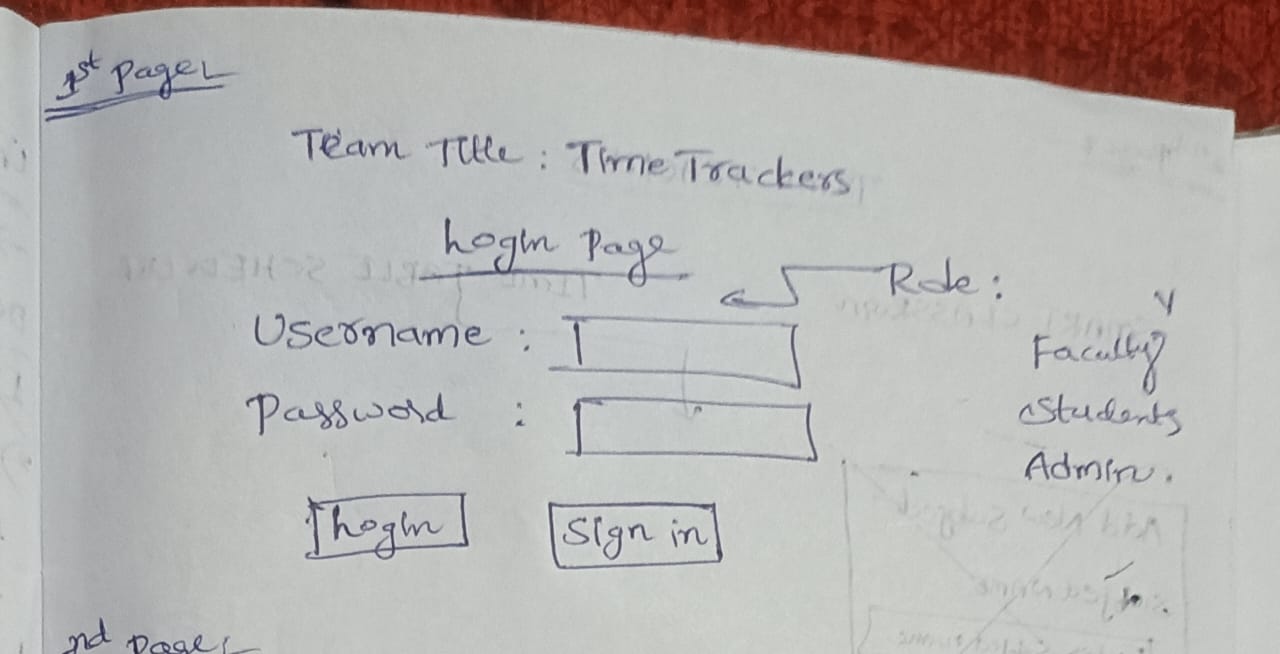 1st Page:
Team Title : Time Trackers
Login Page
Role :
Username :
Faculty
Password :
Students
Admin.
Login
Sign in
nd Page: